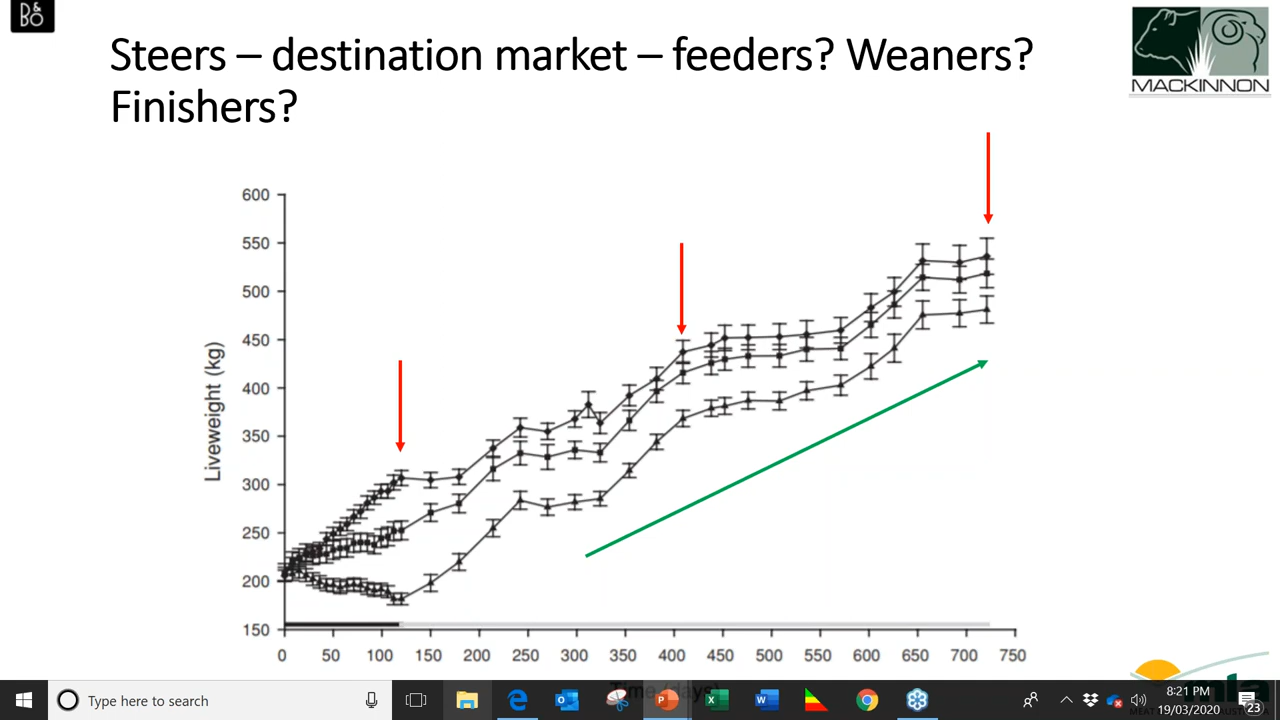 B&O
Steers – destination market – feeders? Weaners?
Finishers?
MACKINNON
600
550
500
450
400
350
300
250
200
150
Liveweight (kg)
0 50 100 150 200 250 300 350 400 450 500 550 600 650 700 750
Time (days)
Type here to search
8:21 PM
19/03/2020
23